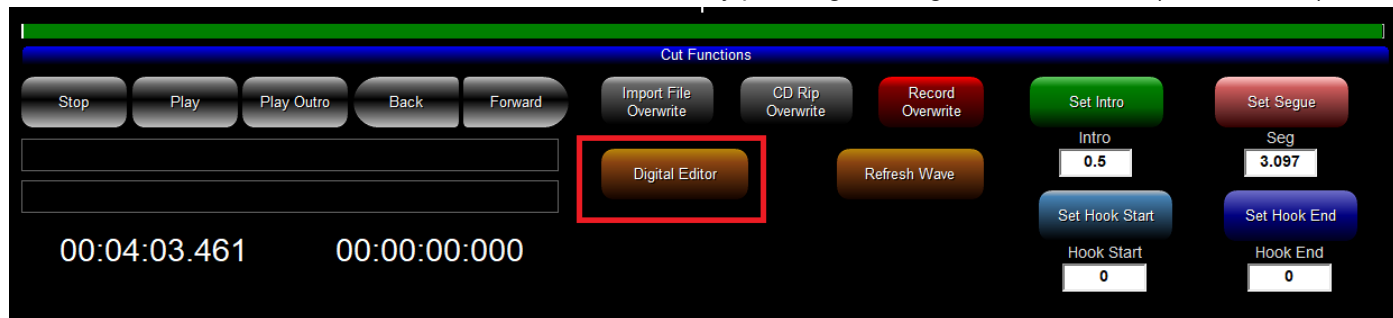 Cut Functions
Stop Play Play Outro Back Forward
Import File
Overwrite
CD Rip
Overwrite
Record
Overwrite
Set Intro
Set Segue
Intro
0.5
Seg
3.097
Digital Editor
Refresh Wave
Set Hook Start
Set Hook End
Hook Start
0
Hook End
0
00:04:03.461 00:00:00:000